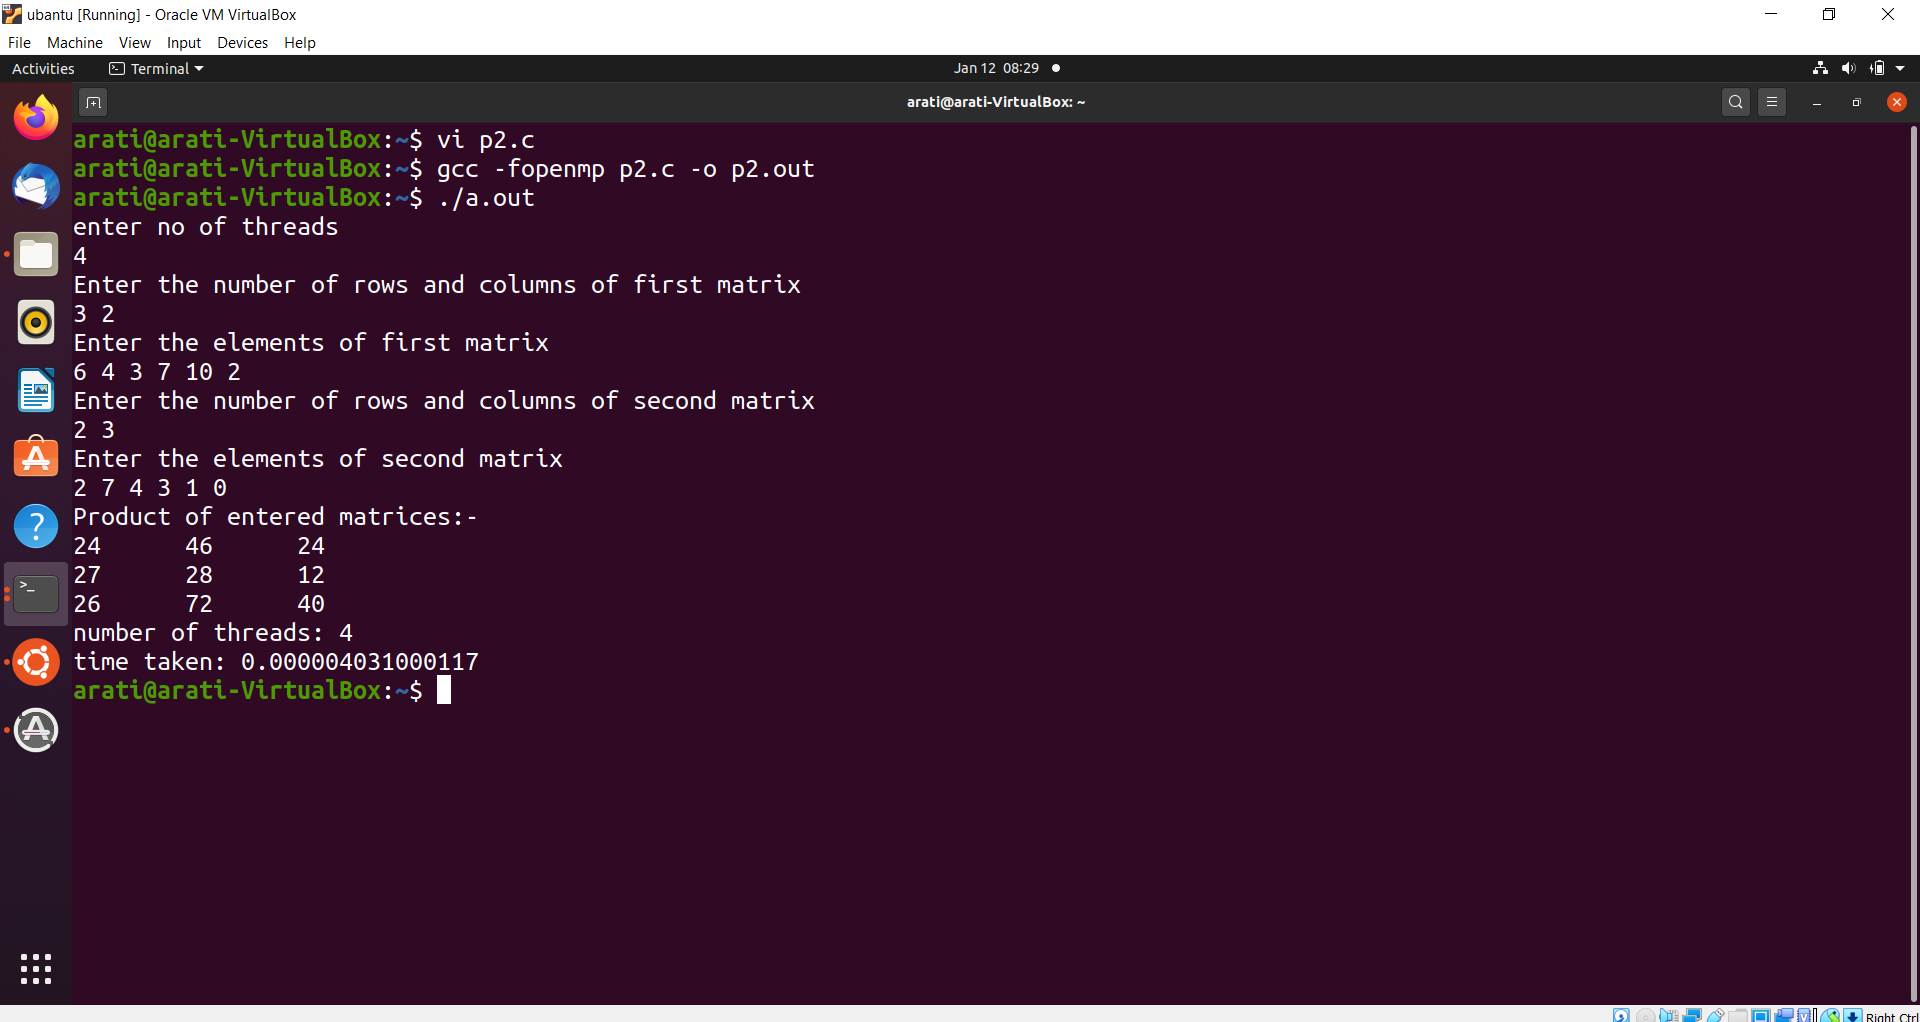 ubantu [Running] - Oracle VM VirtualBox
File Machine View Input Devices Help
Activities Terminal Jan 12 08:29
arati@arati-VirtualBox: ~
arati@arati-VirtualBox:~$ vi p2.c
arati@arati-VirtualBox:~$ gcc -fopenmp p2.c -o p2.out
arati@arati-VirtualBox:~$ ./a.out
enter no of threads
4
Enter the number of rows and columns of first matrix
3 2
Enter the elements of first matrix
6 4 3 7 10 2
Enter the number of rows and columns of second matrix
2 3
Enter the elements of second matrix
2 7 4 3 1 0
Product of entered matrices:-
24 46 24
27 28 12
26 72 40
number of threads: 4
time taken: 0.000004031000117
arati@arati-VirtualBox:~$
Right Ctrl